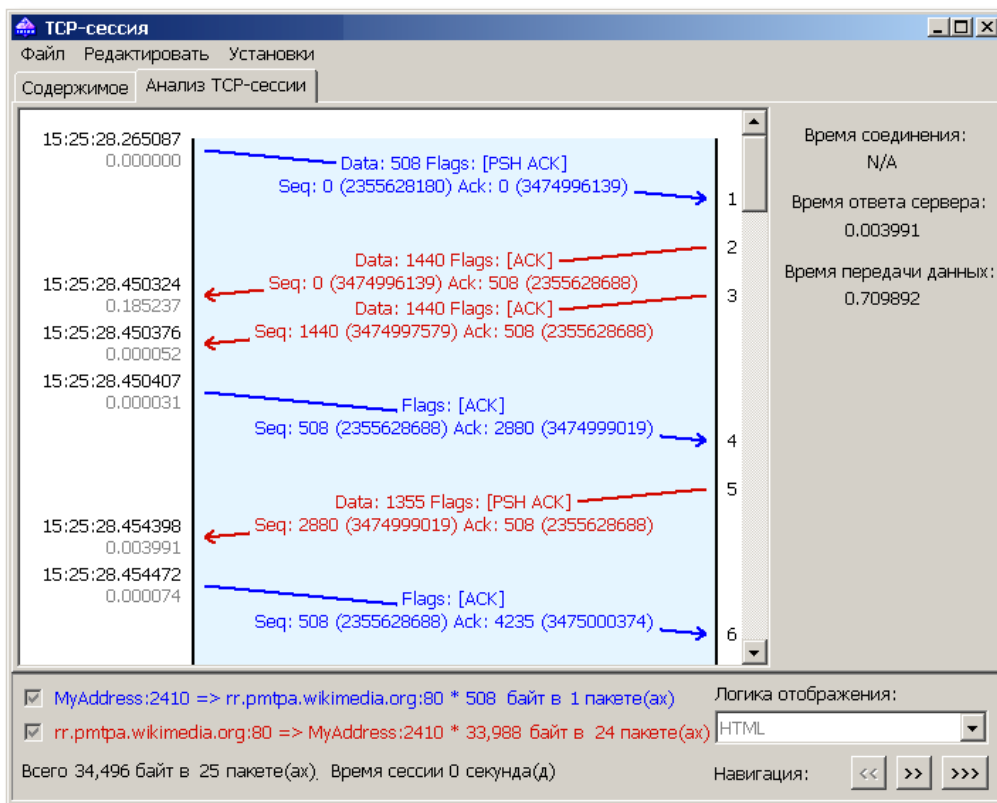 TCP-сессия
Файл Редактировать Установки
Содержимое Анализ TCP-сессии
15:25:28.265087
0.000000
Data: 508 Flags: [PSH ACK]
Seq: 0 (2355628180) Ack: 0 (3474996139)
1
2
Data: 1440 Flags: [ACK]
15:25:28.450324
Seq: 0 (3474996139) Ack: 508 (2355628688)
0.185237
3
Data: 1440 Flags: [ACK]
15:25:28.450376
Seq: 1440 (3474997579) Ack: 508 (2355628688)
0.000052
15:25:28.450407
0.000031
Flags: [ACK]
Seq: 508 (2355628688) Ack: 2880 (3474999019)
4
5
Data: 1355 Flags: [PSH ACK]
15:25:28.454398
Seq: 2880 (3474999019) Ack: 508 (2355628688)
0.003991
15:25:28.454472
0.000074
Flags: [ACK]
Seq: 508 (2355628688) Ack: 4235 (3475000374)
6
Время соединения:
N/A
Время ответа сервера:
0.003991
Время передачи данных:
0.709892
MyAddress:2410 => rr.pmtpa.wikimedia.org:80 * 508 байт в 1 пакете(ах)
rr.pmtpa.wikimedia.org:80 => MyAddress:2410 * 33,988 байт в 24 пакете(ах)
Всего 34,496 байт в 25 пакете(ах), Время сессии 0 секунда(д)
Логика отображения:
HTML
Навигация: << >> >>>